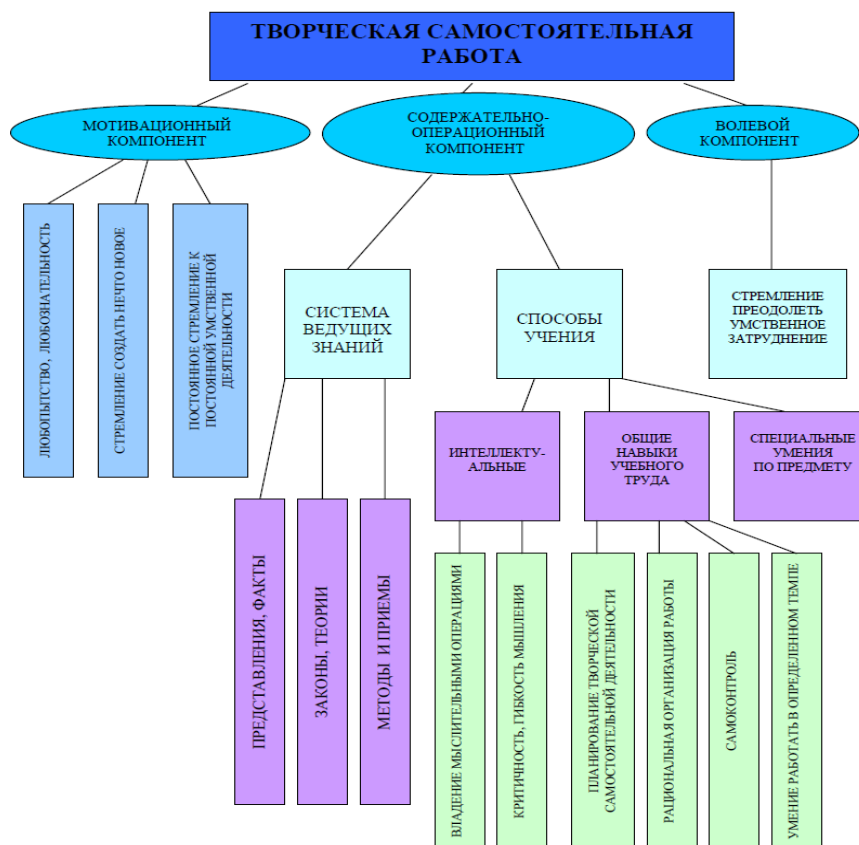 ТВОРЧЕСКАЯ САМОСТОЯТЕЛЬНАЯ
РАБОТА
МОТИВАЦИОННЫЙ
КОМПОНЕНТ
СОДЕРЖАТЕЛЬНО-
ОПЕРАЦИОННЫЙ
КОМПОНЕНТ
ВОЛЕВОЙ
КОМПОНЕНТ
ЛЮБОПЫТСТВО, ЛЮБОЗНАТЕЛЬНОСТЬ
СТРЕМЛЕНИЕ СОЗДАТЬ НЕЧТО НОВОЕ
ПОСТОЯННОЕ СТРЕМЛЕНИЕ К
ПОСТОЯННОЙ УМСТВЕННОЙ
ДЕЯТЕЛЬНОСТИ
СИСТЕМА
ВЕДУЩИХ
ЗНАНИЙ
СПОСОБЫ
УЧЕНИЯ
СТРЕМЛЕНИЕ
ПРЕОДОЛЕТЬ
УМСТВЕННОЕ
ЗАТРУДНЕНИЕ
ИНТЕЛЛЕКТУ-
АЛЬНЫЕ
ОБЩИЕ
НАВЫКИ
УЧЕБНОГО
ТРУДА
СПЕЦИАЛЬНЫЕ
УМЕНИЯ
ПО ПРЕДМЕТУ
ПРЕДСТАВЛЕНИЯ, ФАКТЫ
ЗАКОНЫ, ТЕОРИИ
МЕТОДЫ И ПРИЕМЫ
ВЛАДЕНИЕ МЫСЛИТЕЛЬНЫМИ ОПЕРАЦИЯМИ
КРИТИЧНОСТЬ, ГИБКОСТЬ МЫШЛЕНИЯ
ПЛАНИРОВАНИЕ ТВОРЧЕСКОЙ
САМОСТОЯТЕЛЬНОЙ ДЕЯТЕЛЬНОСТИ
РАЦИОНАЛЬНАЯ ОРГАНИЗАЦИЯ РАБОТЫ
САМОКОНТРОЛЬ
УМЕНИЕ РАБОТАТЬ В ОПРЕДЕЛЕННОМ ТЕМПЕ